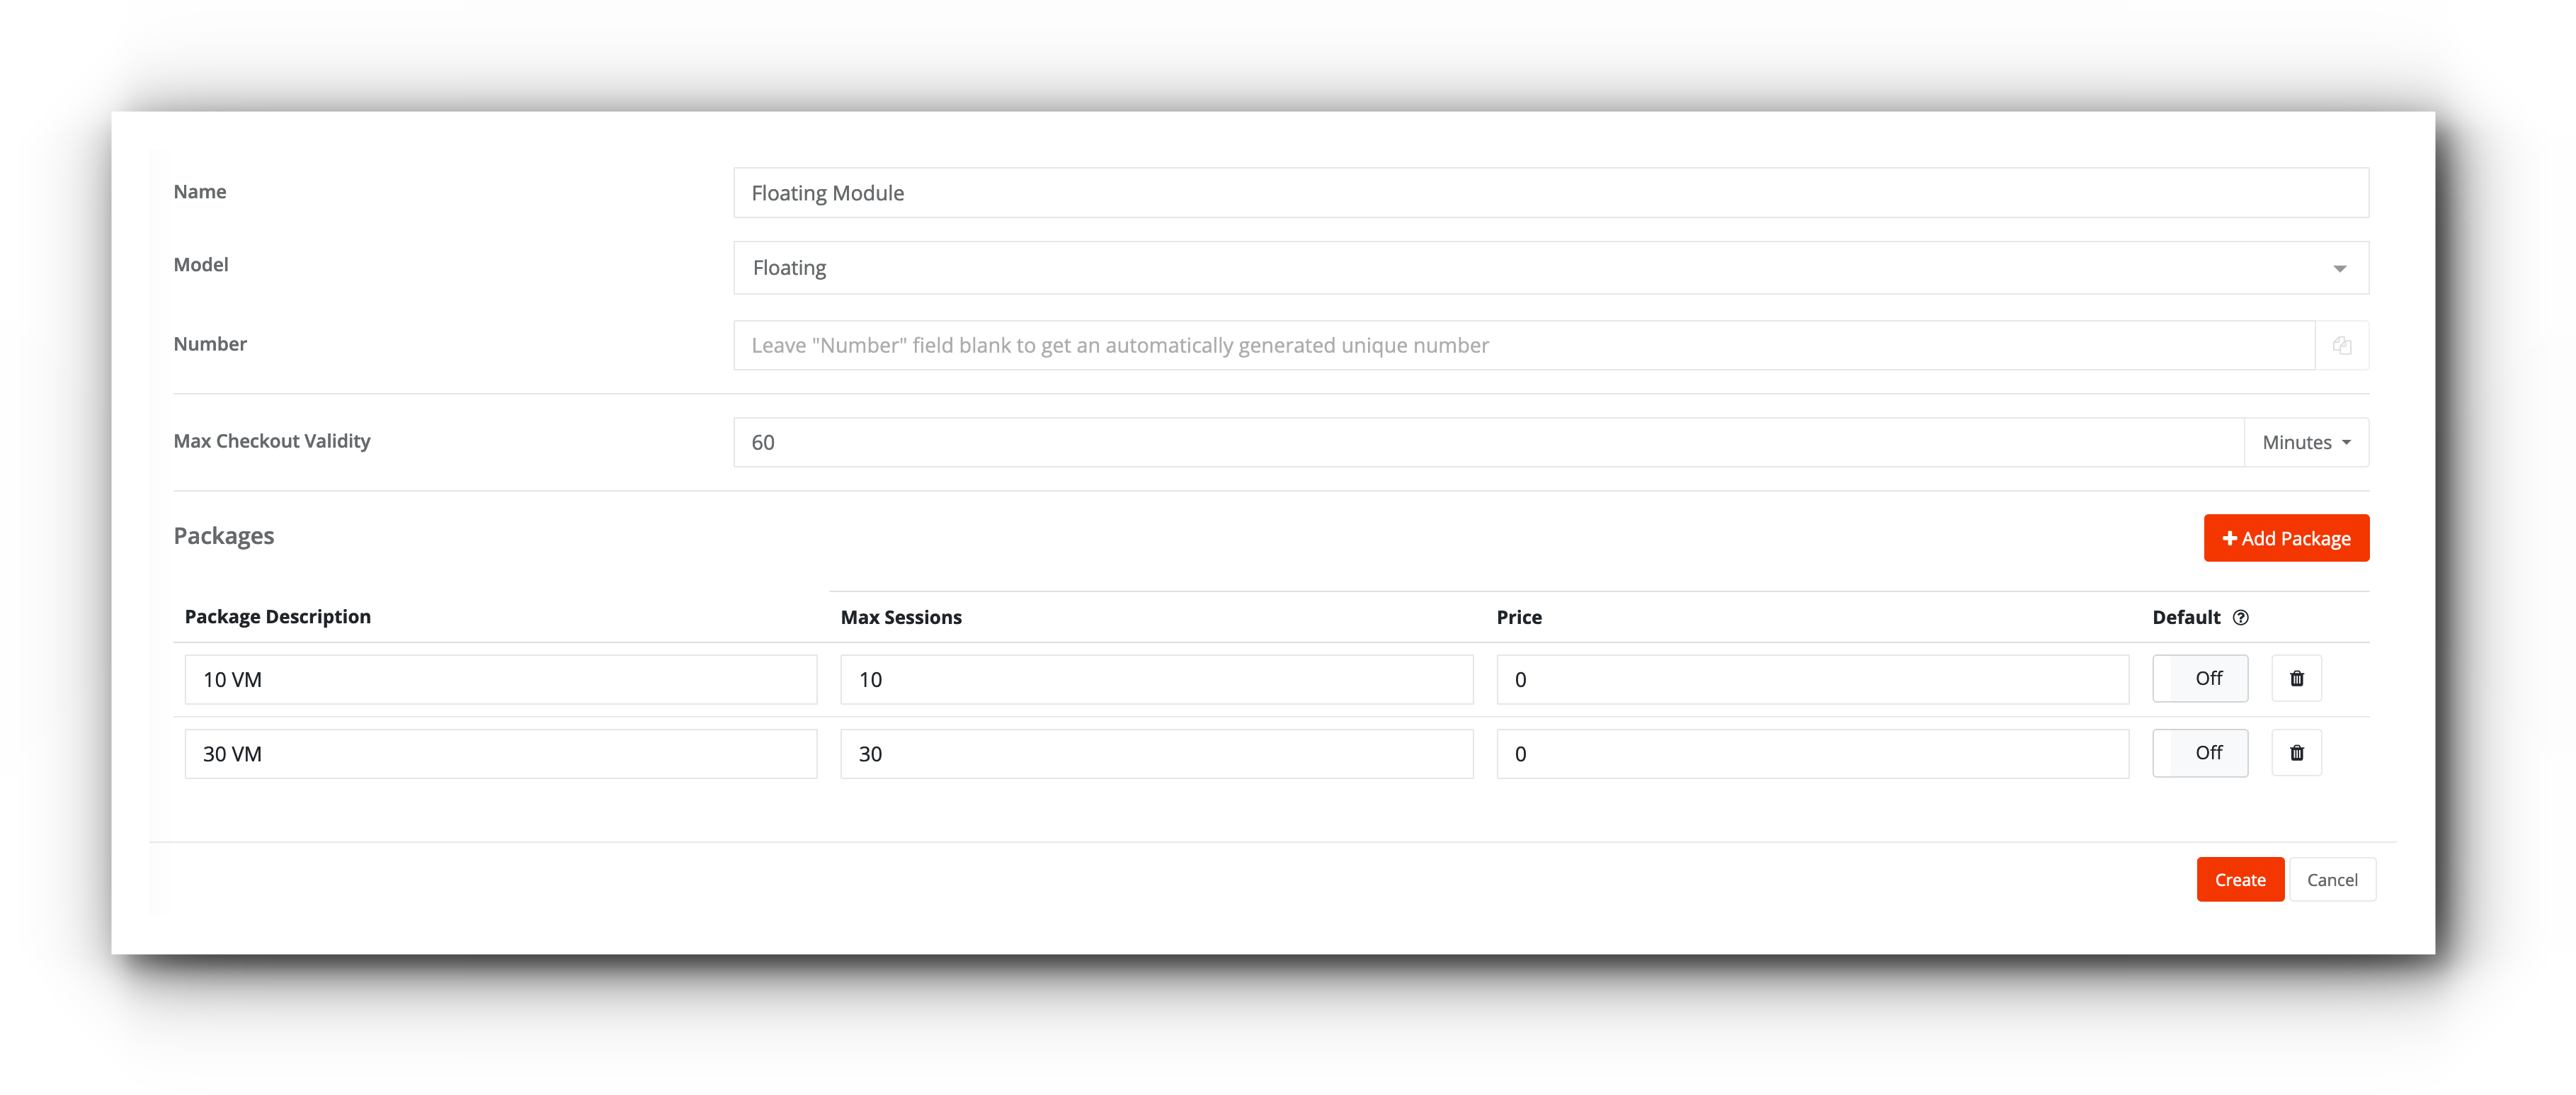 Name
Floating Module
Model
Floating
Number
Leave "Number" field blank to get an automatically generated unique number
Max Checkout Validity
60
Minutes
Packages
Add Package
Package Description Max Sessions Price Default
10 VM 10 0 Off
30 VM 30 0 Off
Create Cancel